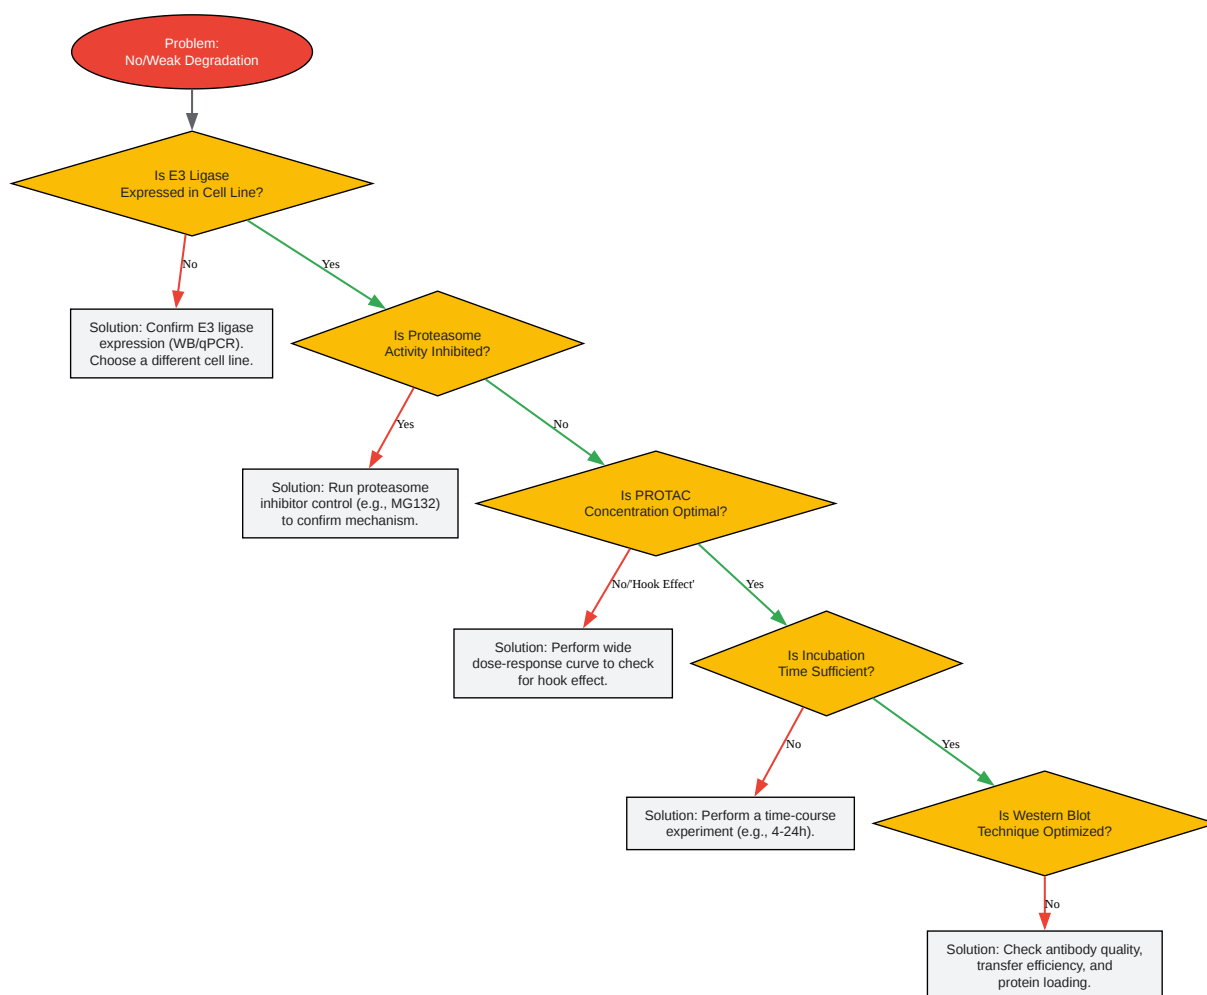 Problem:
No/Weak Degradation
Is E3 Ligase
Expressed in Cell Line?
No
Yes
Solution: Confirm E3 ligase
expression (WB/qPCR).
Choose a different cell line.
Is Proteasome
Activity Inhibited?
Yes
No
Solution: Run proteasome
inhibitor control (e.g., MG132)
to confirm mechanism.
Is PROTAC
Concentration Optimal?
No/'Hook Effect'
Yes
Solution: Perform wide
dose-response curve to check
for hook effect.
Is Incubation
Time Sufficient?
No
Yes
Solution: Perform a time-course
experiment (e.g., 4-24h).
Is Western Blot
Technique Optimized?
No
Solution: Check antibody quality,
transfer efficiency, and
protein loading.